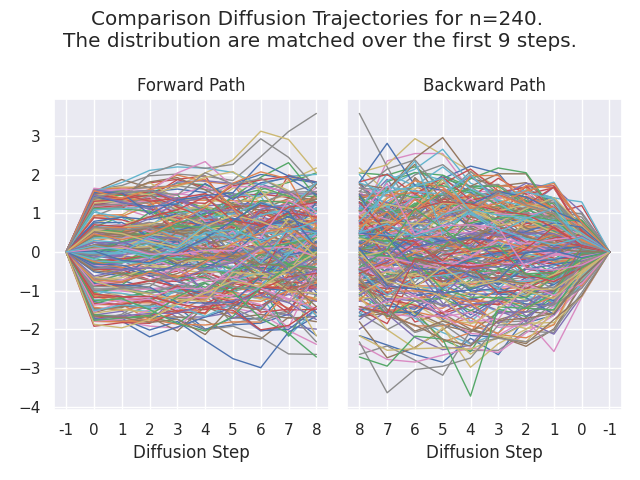 Comparison Diffusion Trajectories for n=240.
The distribution are matched over the first 9 steps.
Forward Path
Backward Path
3
2
1
0
−1
−2
−3
−4
-1 0 1 2 3 4 5 6 7 8
8 7 6 5 4 3 2 1 0 -1
Diffusion Step
Diffusion Step